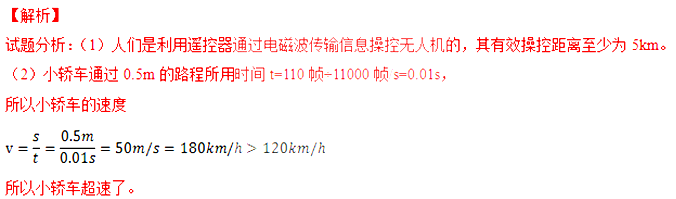 【解析】
试题分析：（1）人们是利用遥控器通过电磁波传输信息操控无人机的，其有效操控距离至少为 5km。
（2）小轿车通过 0.5m 的路程所用时间 t=110 帧÷11000 帧 s=0.01s，
所以小轿车的速度
v = s/t = 0.5m/0.01s = 50m/s = 180km/h > 120km/h
所以小轿车超速了。